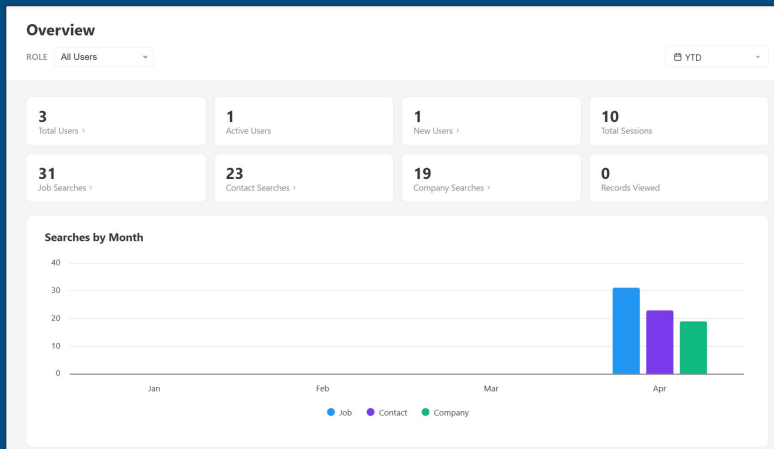 Overview
ROLE All Users
YTD
3
Total Users ›
1
Active Users
1
New Users ›
10
Total Sessions
31
Job Searches ›
23
Contact Searches ›
19
Company Searches ›
0
Records Viewed
Searches by Month
40
30
20
10
0
Jan Feb Mar Apr
Job Contact Company